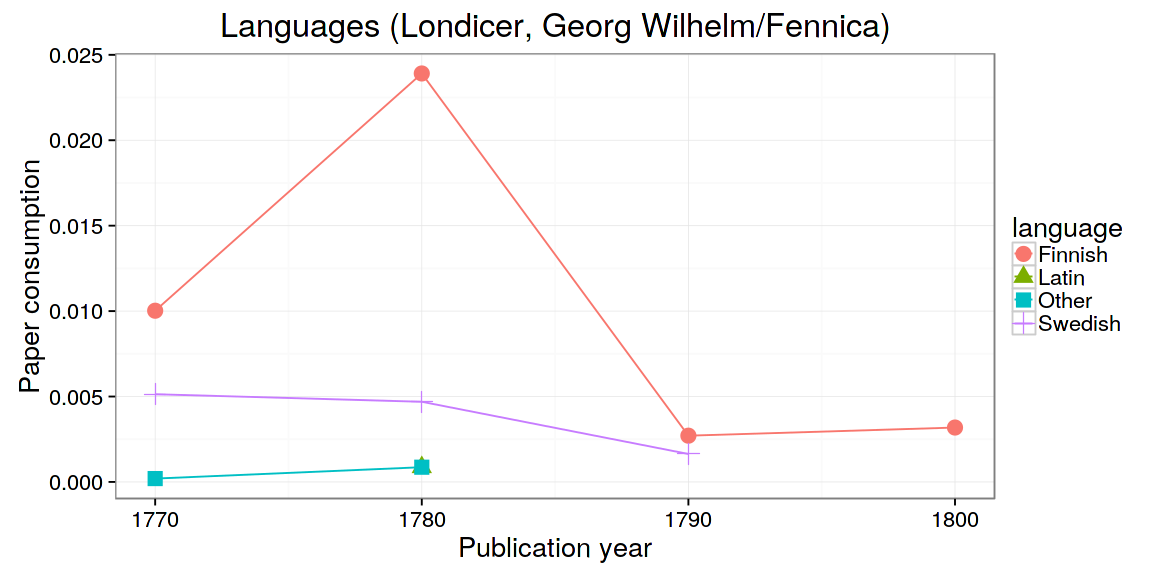 Languages (Londicer, Georg Wilhelm/Fennica)
0.025
0.020
0.015
0.010
0.005
0.000
Paper consumption
1770 1780 1790 1800
Publication year
language
Finnish
Latin
Other
Swedish